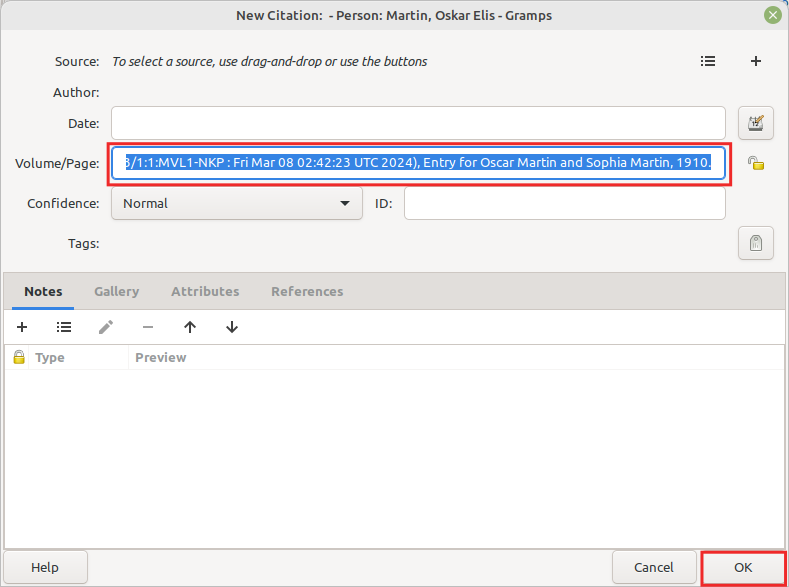 New Citation:  - Person: Martin, Oskar Elis - Gramps
Source: To select a source, use drag-and-drop or use the buttons
Author:
Date:
Volume/Page: 3/1:1:MVL1-NKP : Fri Mar 08 02:42:23 UTC 2024), Entry for Oscar Martin and Sophia Martin, 1910.
Confidence: Normal ID:
Tags:
Notes Gallery Attributes References
Type Preview
Help Cancel OK